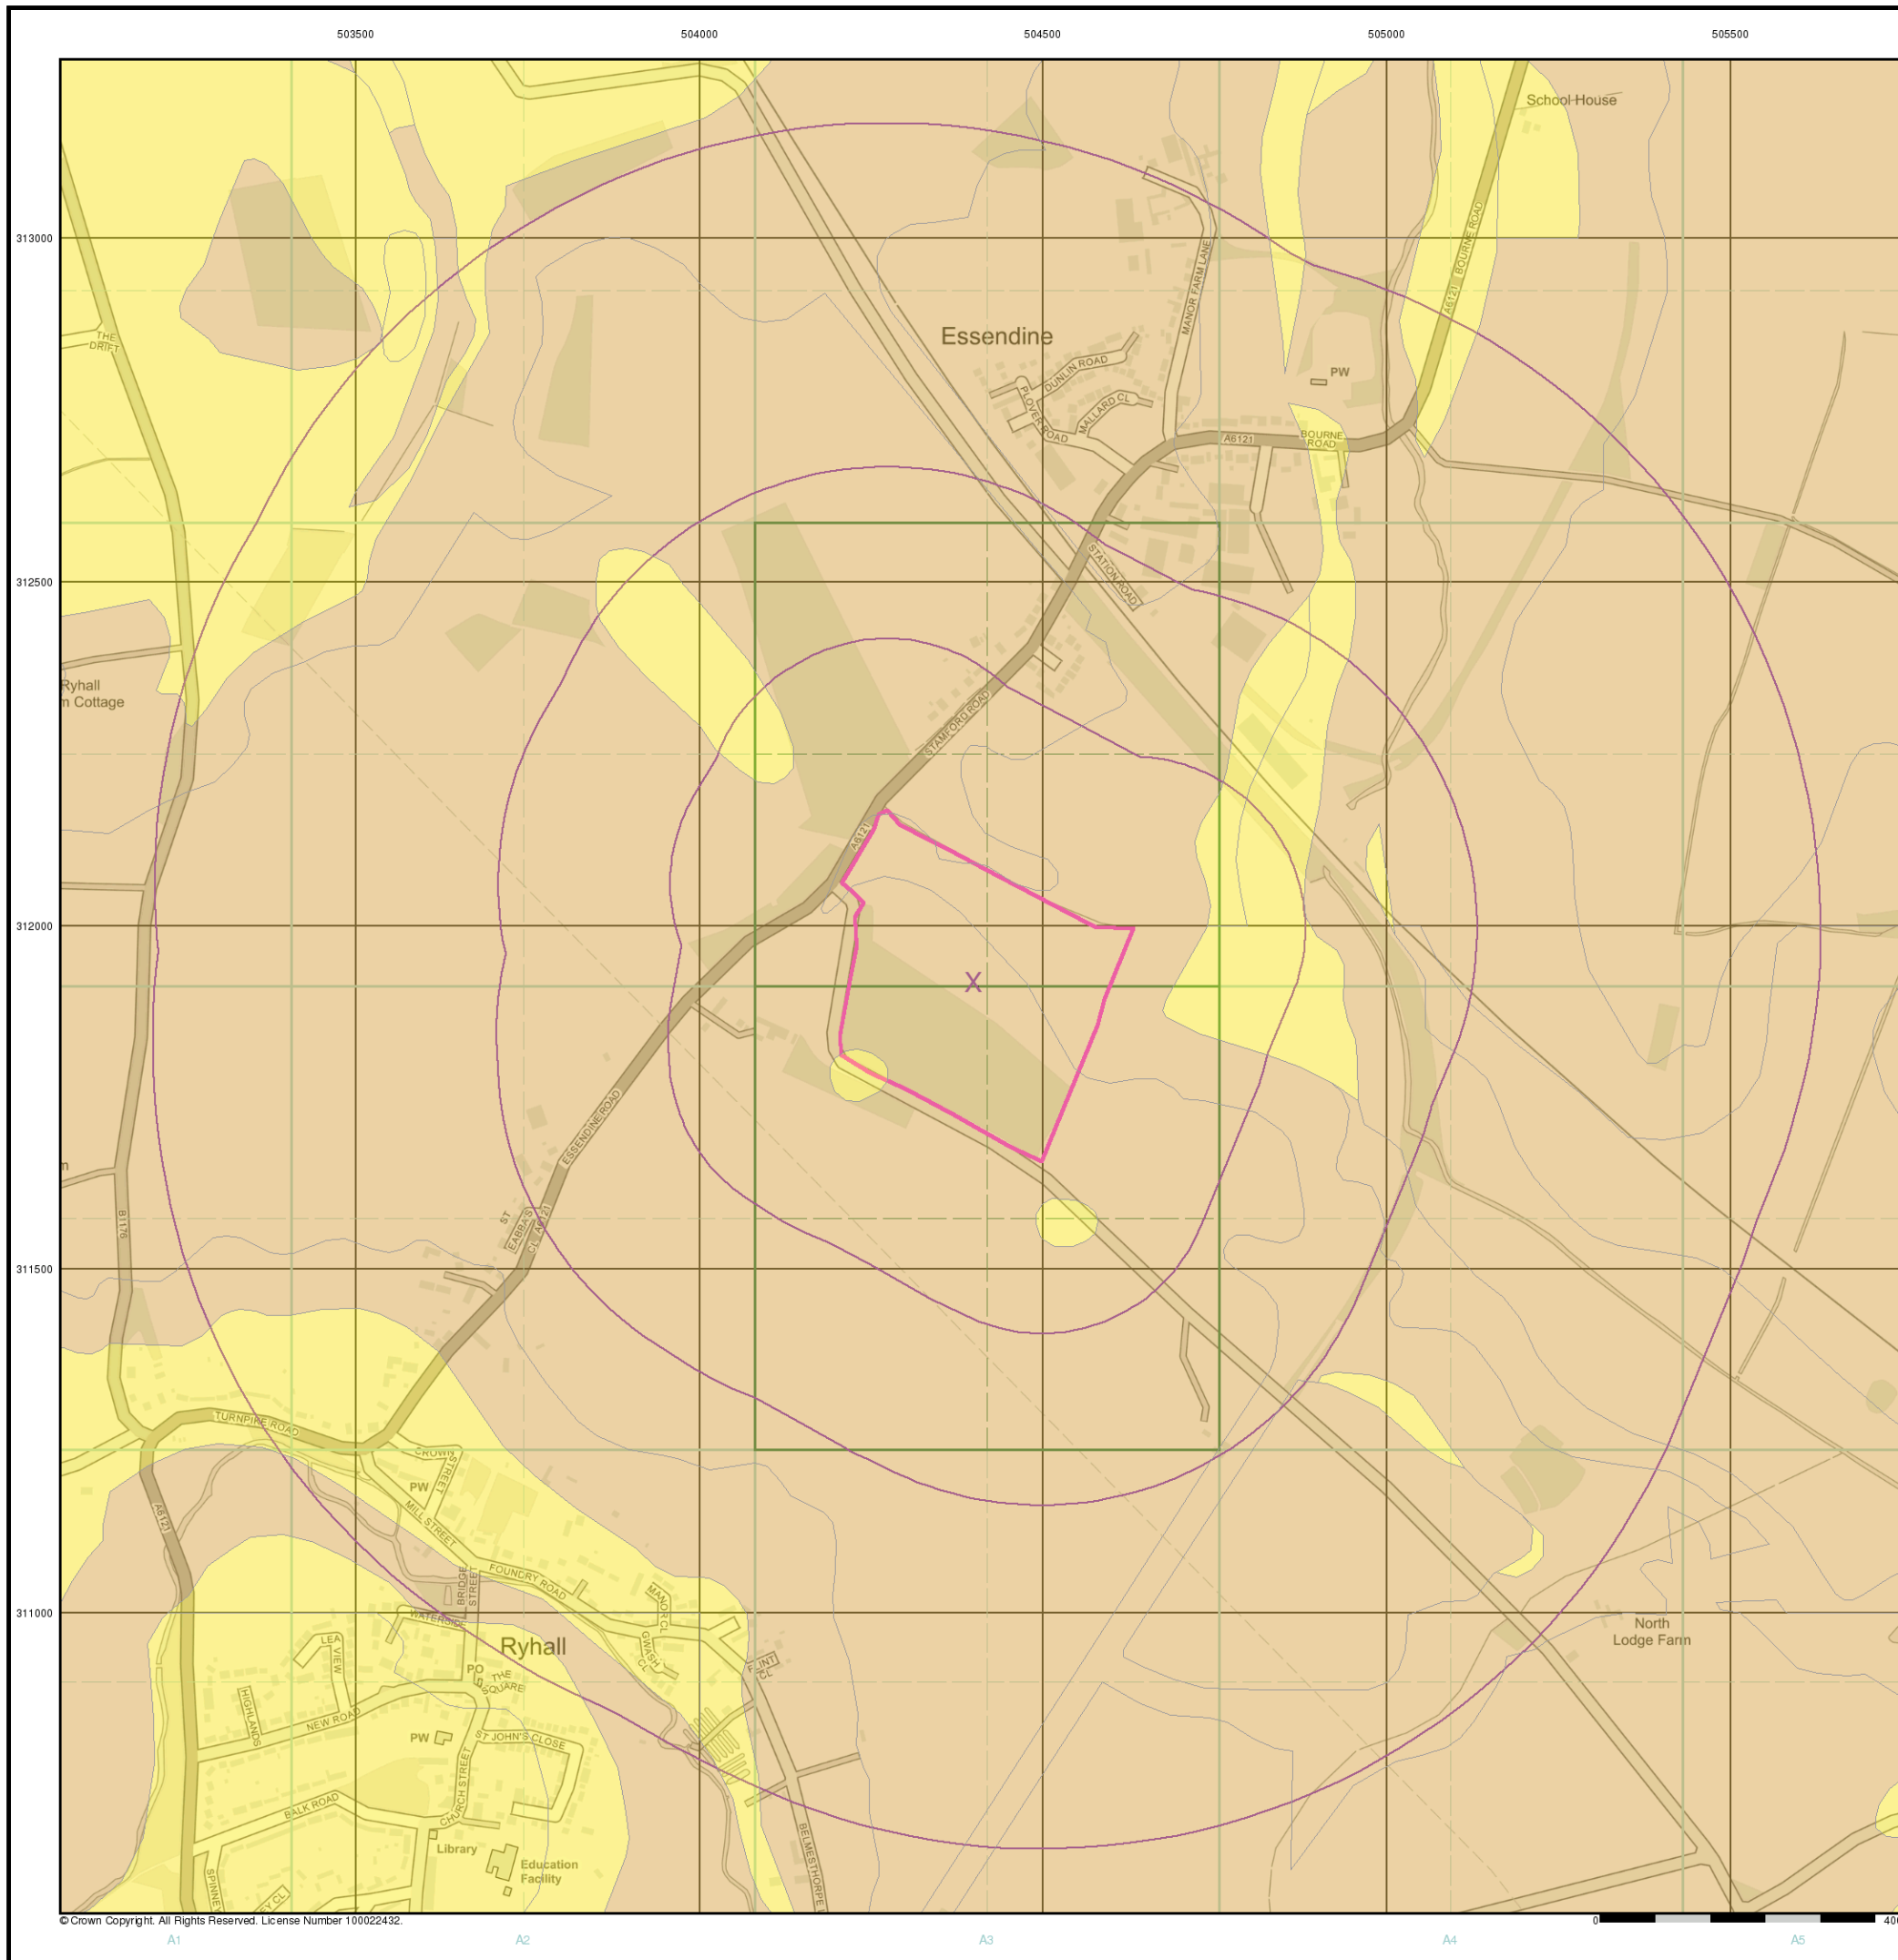 503500 504000 504500 505000 505500
School House
313000
THE
DRIFT
Essendine
MANOR FARM LANE
A6121 BOURNE ROAD
DUNLIN ROAD
PLOVER ROAD
MALLARD CL
PW
A6121
BOURNE
ROAD
312500
STATION ROAD
Ryhall
m Cottage
STAMFORD ROAD
A6121
312000
X
ESSENDINE ROAD
B1176
ST
EABBA'S
CL
A6121
311500
TURNPIKE ROAD
CROWN
STREET
PW
MILL STREET
A6121
FOUNDRY ROAD
BRIDGE
STREET
MANOR CL
WATERSIDE
311000
GWASH
CL
North
Lodge Farm
LEA
VIEW
Ryhall
FLINT
CL
PO
THE
SQUARE
HIGHLANDS
NEW ROAD
PW
ST JOHN'S CLOSE
BALK ROAD
CHURCH STREET
Library
Education
Facility
BELMESTHORPE
SPINNEY
EY CL
© Crown Copyright. All Rights Reserved. License Number 100022432.
0 400
A1 A2 A3 A4 A5